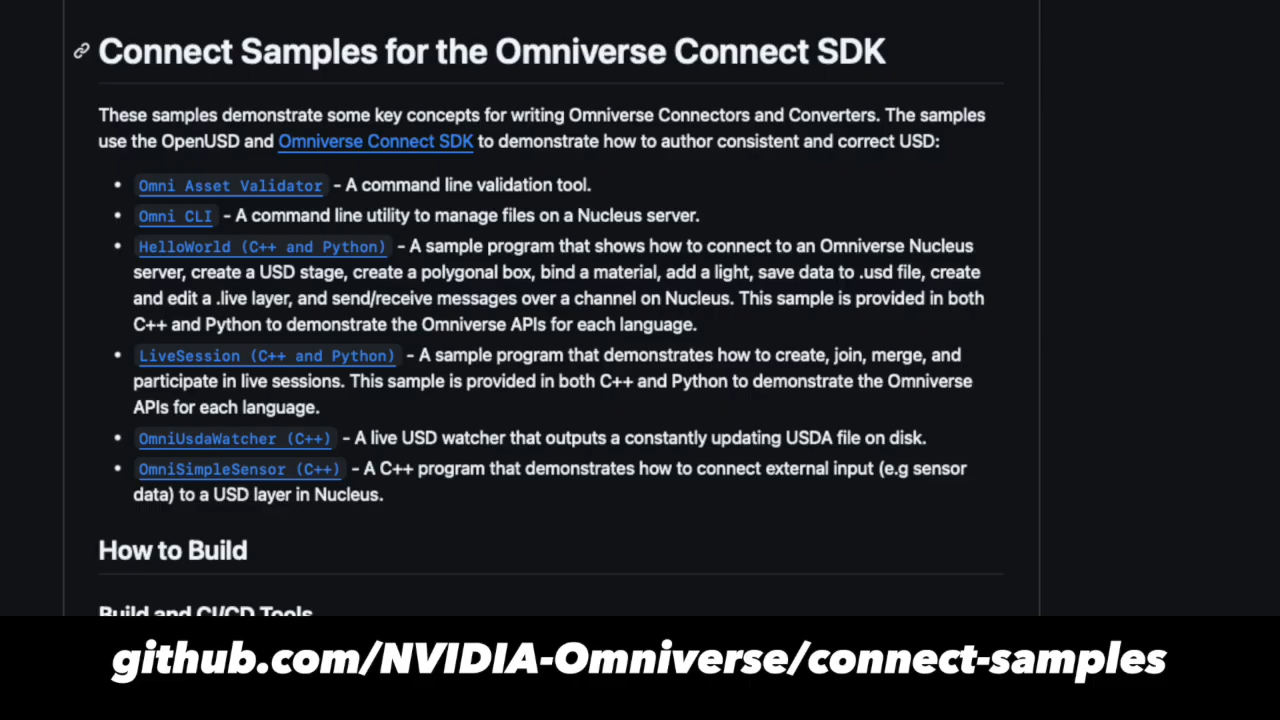 Connect Samples for the Omniverse Connect SDK
These samples demonstrate some key concepts for writing Omniverse Connectors and Converters. The samples
use the OpenUSD and Omniverse Connect SDK to demonstrate how to author consistent and correct USD:
• Omni Asset Validator - A command line validation tool.
• Omni CLI - A command line utility to manage files on a Nucleus server.
• HelloWorld (C++ and Python) - A sample program that shows how to connect to an Omniverse Nucleus
server, create a USD stage, create a polygonal box, bind a material, add a light, save data to .usd file, create
and edit a .live layer, and send/receive messages over a channel on Nucleus. This sample is provided in both
C++ and Python to demonstrate the Omniverse APIs for each language.
• LiveSession (C++ and Python) - A sample program that demonstrates how to create, join, merge, and
participate in live sessions. This sample is provided in both C++ and Python to demonstrate the Omniverse
APIs for each language.
• OmniUsdaWatcher (C++) - A live USD watcher that outputs a constantly updating USDA file on disk.
• OmniSimpleSensor (C++) - A C++ program that demonstrates how to connect external input (e.g sensor
data) to a USD layer in Nucleus.
How to Build
Build and CI/CD Tools
github.com/NVIDIA-Omniverse/connect-samples